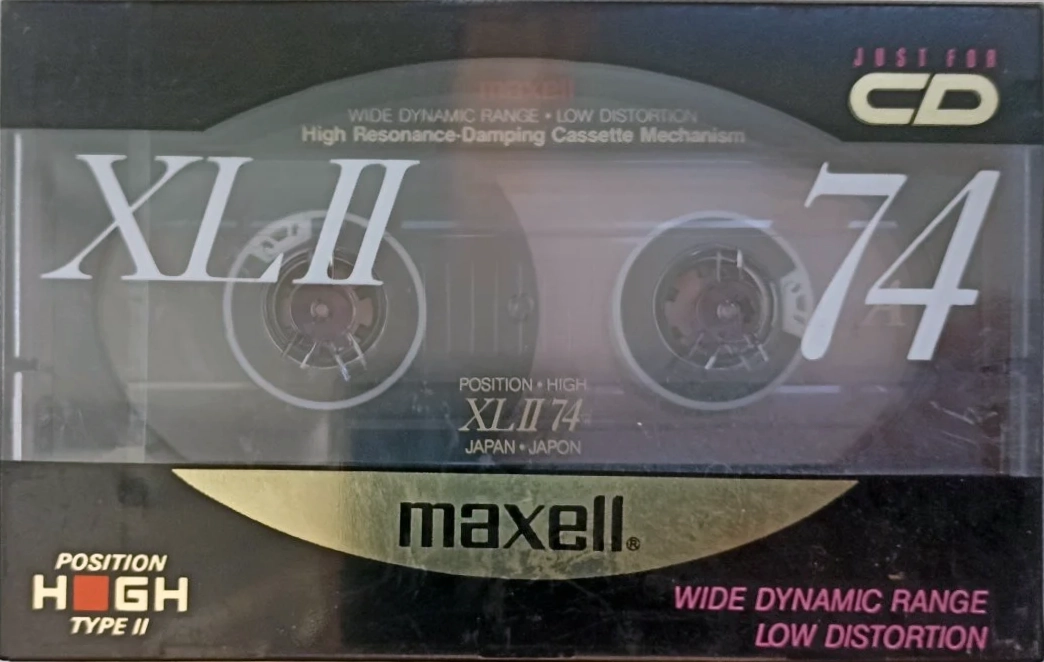 JUST FOR
CD
maxell
WIDE DYNAMIC RANGE • LOW DISTORTION
High Resonance-Damping Cassette Mechanism
XLII 74
A
POSITION • HIGH
XLII 74
JAPAN • JAPON
maxell®
POSITION
HIGH
TYPE II
WIDE DYNAMIC RANGE
LOW DISTORTION